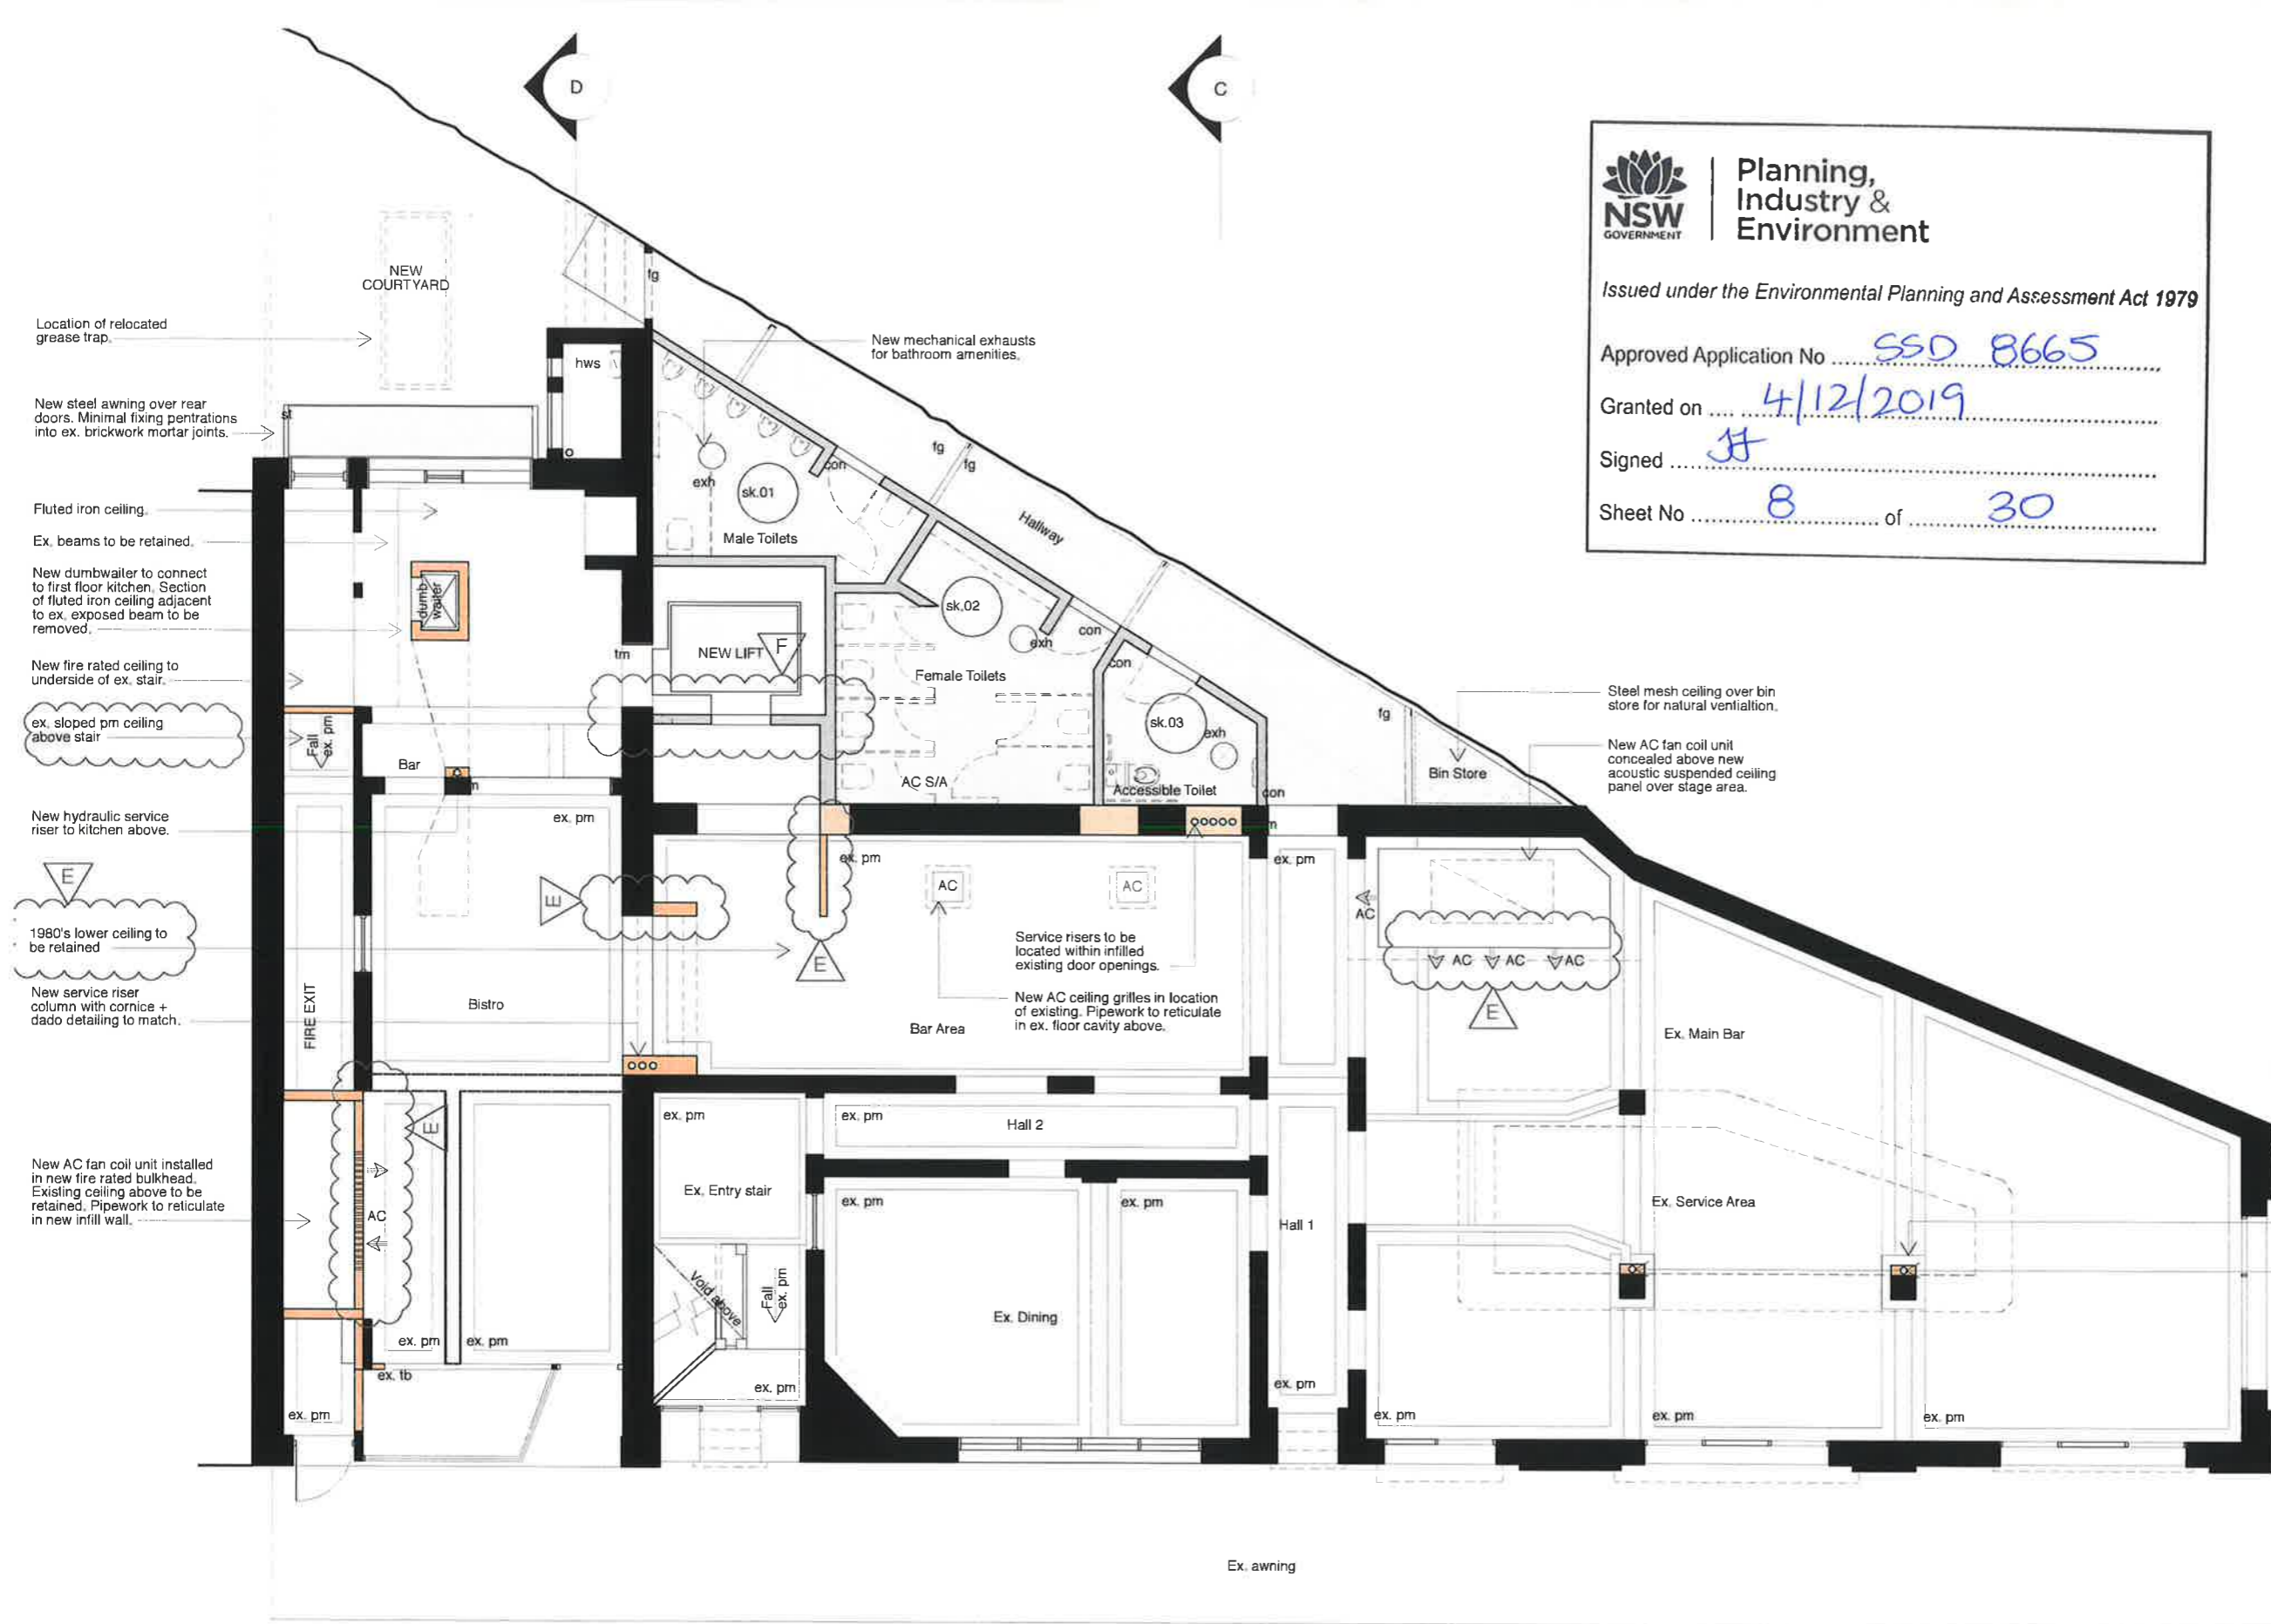 D
C
NSW
GOVERNMENT
Planning,
Industry &
Environment
Issued under the Environmental Planning and Assessment Act 1979
Approved Application No SSD 8665
Granted on 4/12/2019
Signed
Sheet No 8 of 30
NEW
COURTYARD
Location of relocated
grease trap.
New steel awning over rear
doors. Minimal fixing pentrations
into ex. brickwork mortar joints.
st
hws
fg
New mechanical exhausts
for bathroom amenities.
Fluted iron ceiling.
Ex. beams to be retained.
New dumbwaiter to connect
to first floor kitchen. Section
of fluted iron ceiling adjacent
to ex. exposed beam to be
removed.
dumb
waiter
New fire rated ceiling to
underside of ex. stair.
ex. sloped pm ceiling
above stair
Fall
ex. pm
Bar
New hydraulic service
riser to kitchen above.
E
1980's lower ceiling to
be retained
New service riser
column with cornice +
dado detailing to match.
New AC fan coil unit installed
in new fire rated bulkhead.
Existing ceiling above to be
retained. Pipework to reticulate
in new infill wall.
exh
sk.01
con
Male Toilets
fg
fg
Hallway
tm
NEW LIFT
F
sk.02
exh
con
Female Toilets
AC S/A
con
sk.03
exh
Accessible Toilet
con
fg
Bin Store
Steel mesh ceiling over bin
store for natural ventialtion.
New AC fan coil unit
concealed above new
acoustic suspended ceiling
panel over stage area.
ex. pm
E
Bistro
FIRE EXIT
ex. pm
AC
AC
E
Service risers to be
located within infilled
existing door openings.
New AC ceiling grilles in location
of existing. Pipework to reticulate
in ex. floor cavity above.
Bar Area
ex. pm
AC
AC
AC
AC
E
Ex. Main Bar
E
AC
ex. pm
ex. pm
ex. tb
ex. pm
ex. pm
Ex. Entry stair
Void above
Fall
ex. pm
ex. pm
ex. pm
Hall 2
ex. pm
ex. pm
Ex. Dining
Hall 1
ex. pm
Ex. Service Area
ex. pm
ex. pm
ex. pm
Ex. awning